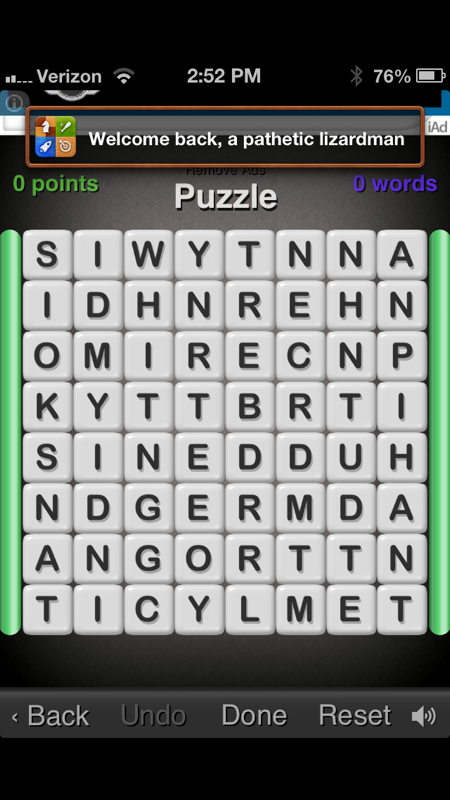 Verizon 2:52 PM 76%
Welcome back, a pathetic lizardman
iAd
Remove Ads
0 points Puzzle 0 words
S I W Y T N N A
I D H N R E H N
O M I R E C N P
K Y T T B R T I
S I N E D D U H
N D G E R M D A
A N G O R T T N
T I C Y L M E T
‹ Back Undo Done Reset